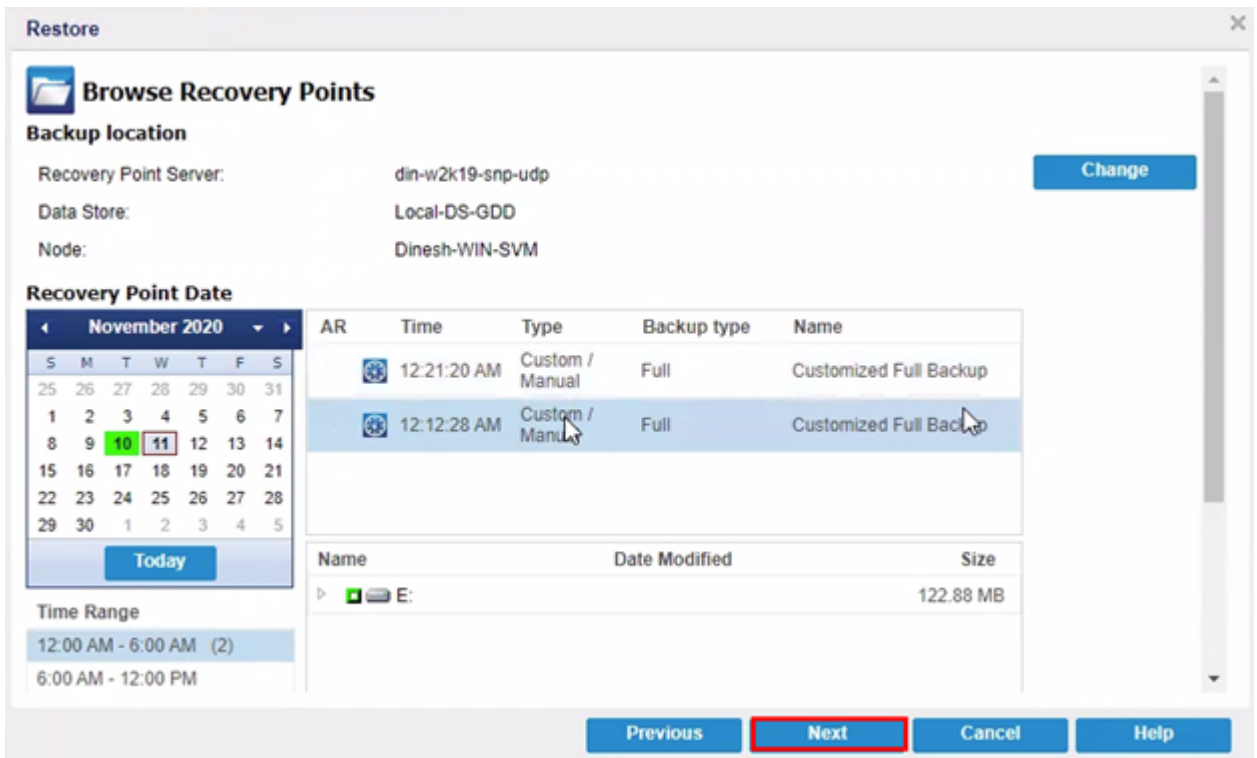 Restore
Browse Recovery Points
Backup location
Recovery Point Server: din-w2k19-snp-udp
Change
Data Store: Local-DS-GDD
Node: Dinesh-WIN-SVM
Recovery Point Date
November 2020
S M T W T F S
25 26 27 28 29 30 31
1 2 3 4 5 6 7
8 9 10 11 12 13 14
15 16 17 18 19 20 21
22 23 24 25 26 27 28
29 30 1 2 3 4 5
Today
Time Range
12:00 AM - 6:00 AM (2)
6:00 AM - 12:00 PM
AR Time Type Backup type Name
12:21:20 AM Custom / Manual Full Customized Full Backup
12:12:28 AM Custom / Manual Full Customized Full Backup
Name Date Modified Size
E: 122.88 MB
Previous Next Cancel Help